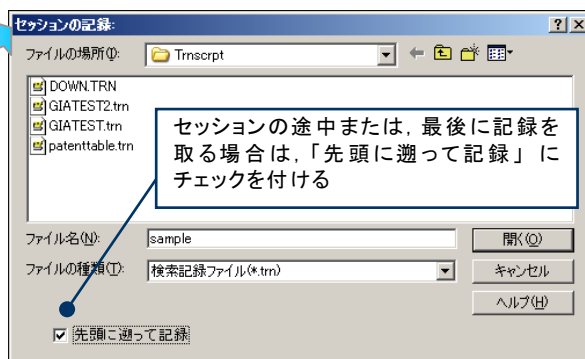 セッションの記録:
ファイルの場所(I):
Trnscrpt
DOWN.TRN
GIATEST2.trn
GIATEST.trn
patenttable.trn
セッションの途中または，最後に記録を
取る場合は，「先頭に遡って記録」に
チェックを付ける
ファイル名(N):
sample
開く(O)
ファイルの種類(T):
検索記録ファイル(*.trn)
キャンセル
ヘルプ(H)
先頭に遡って記録